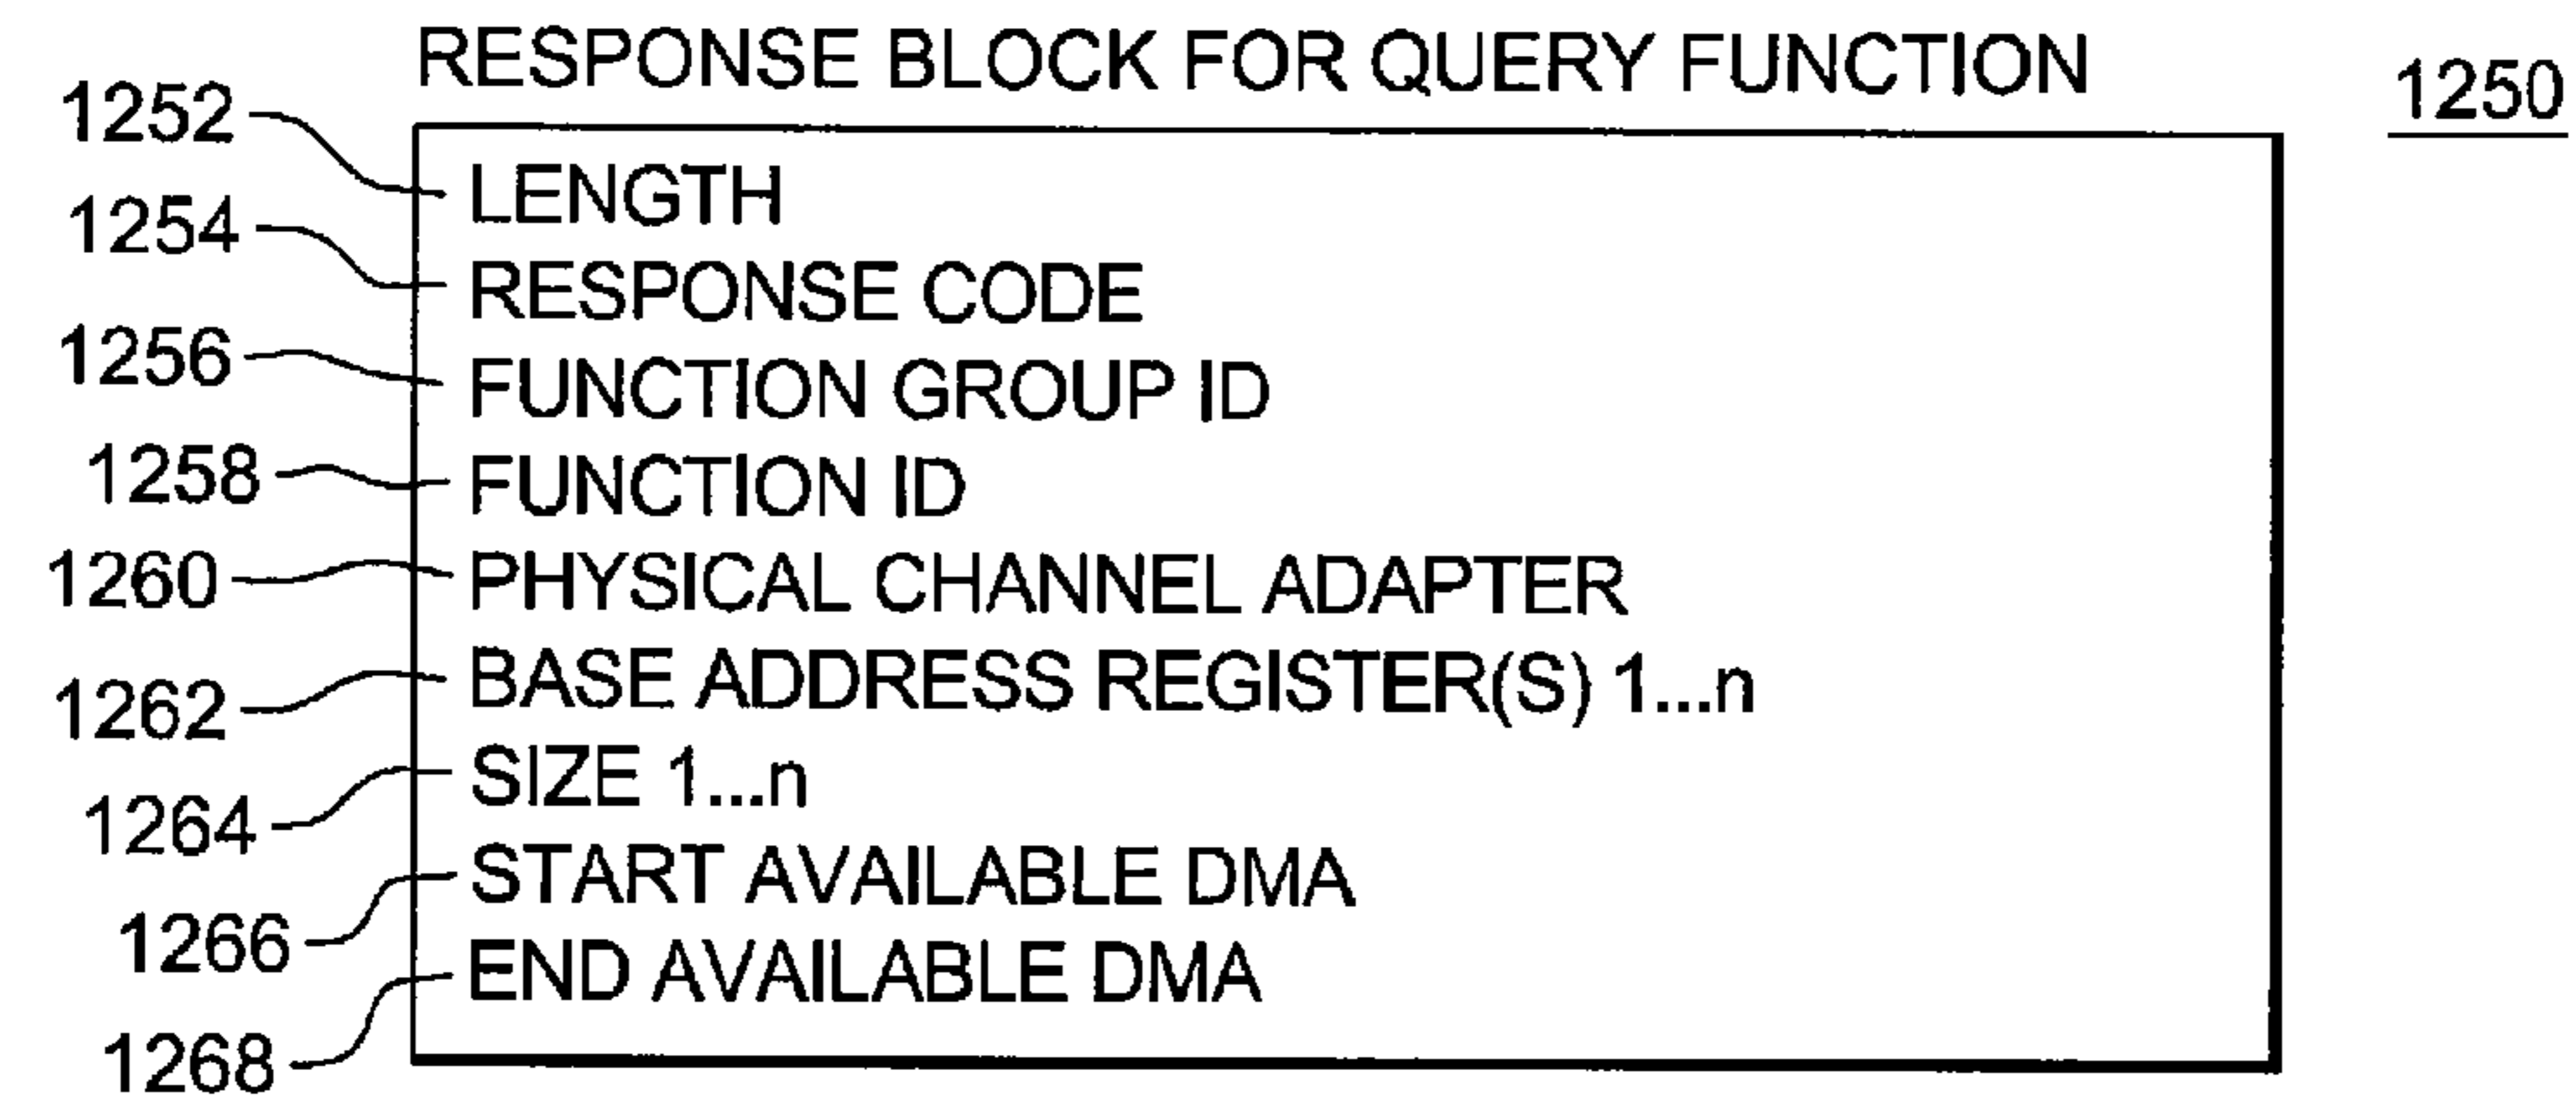 RESPONSE BLOCK FOR QUERY FUNCTION
1250
1252 LENGTH
1254 RESPONSE CODE
1256 FUNCTION GROUP ID
1258 FUNCTION ID
1260 PHYSICAL CHANNEL ADAPTER
1262 BASE ADDRESS REGISTER(S) 1...n
1264 SIZE 1...n
1266 START AVAILABLE DMA
1268 END AVAILABLE DMA